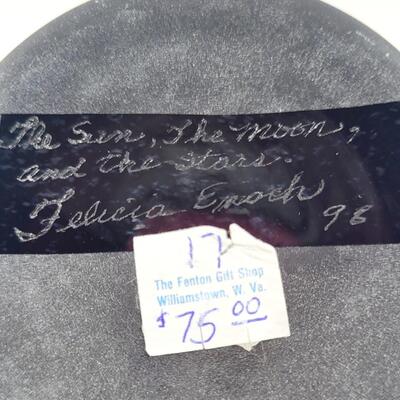 The Sun, The Moon,
and the Stars.
Felicia Enoch 98
17
The Fenton Gift Shop
Williamstown, W. Va.
$75.00